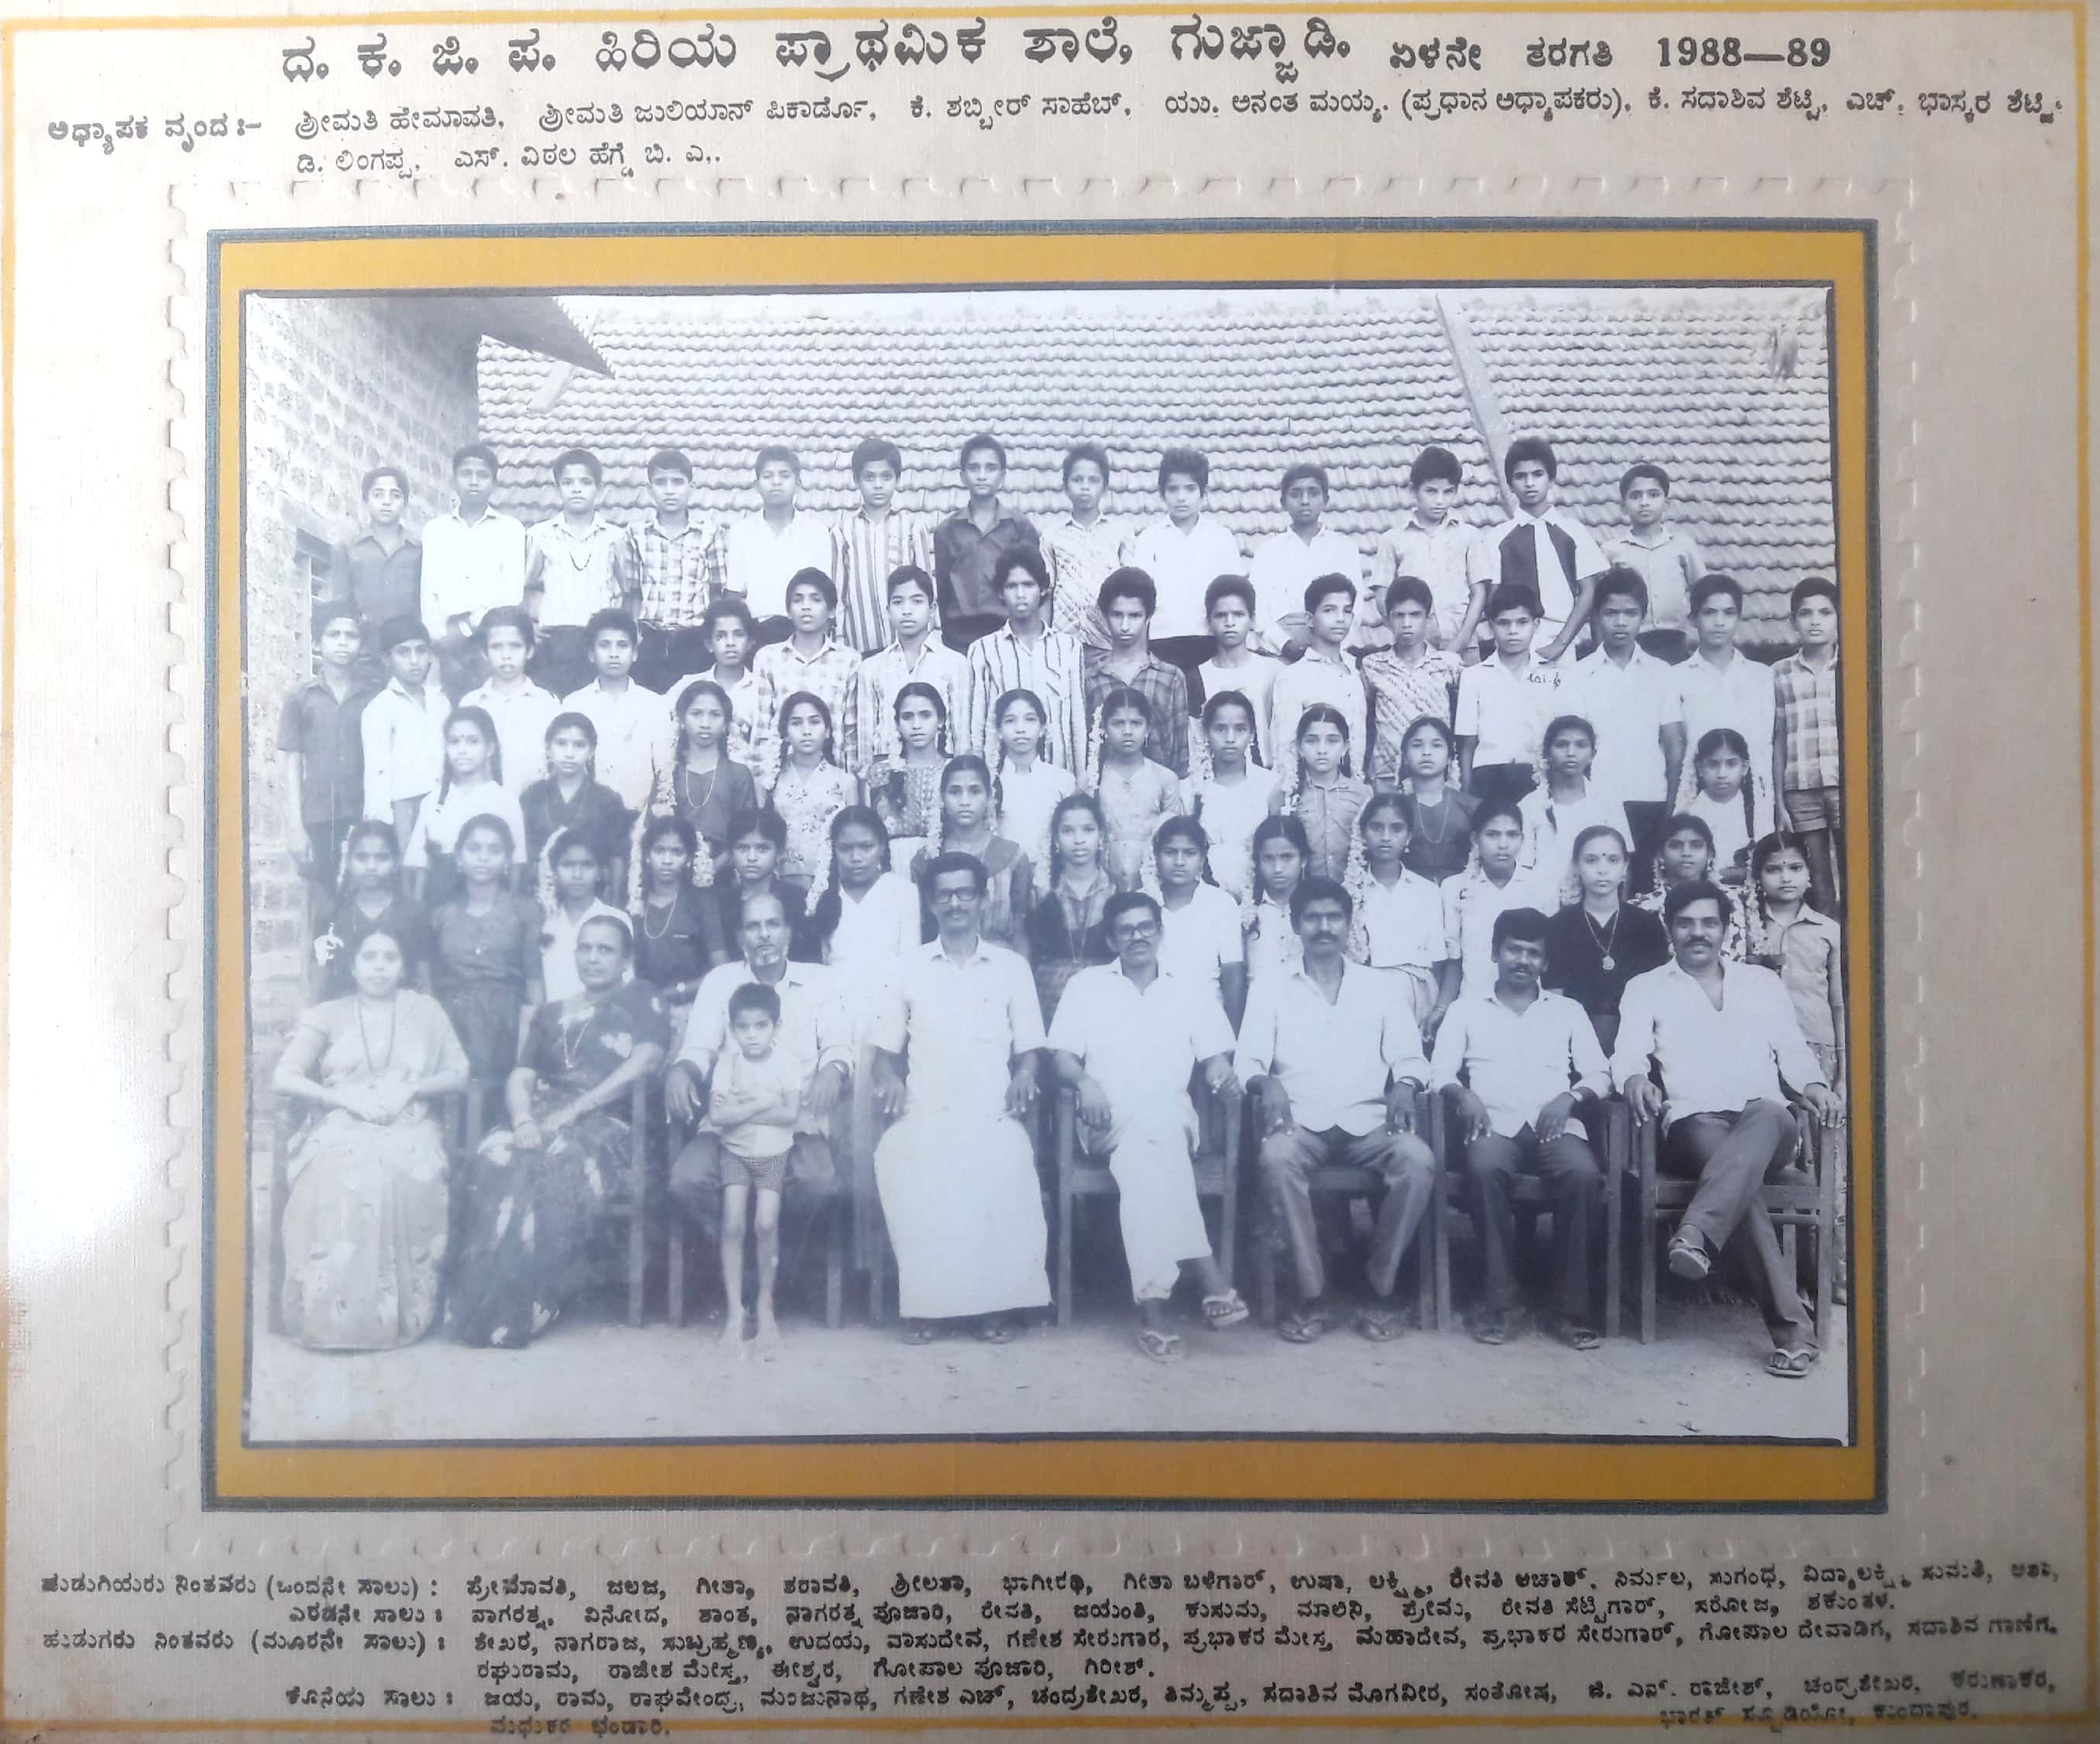 ದ. ಕ. ಜಿ. ಪ. ಹಿರಿಯ ಪ್ರಾಥಮಿಕ ಶಾಲೆ, ಗುಜ್ಜಾಡಿ. ಏಳನೇ ತರಗತಿ 1988—89
ಅಧ್ಯಾಪಕ ವೃಂದ :- ಶ್ರೀಮತಿ ಹೇಮಾವತಿ, ಶ್ರೀಮತಿ ಜುಲಿಯಾನ್ ಪಿಕಾರ್ಡೊ, ಕೆ. ಶಬ್ಬೀರ್ ಸಾಹೆಬ್, ಯು. ಅನಂತ ಮಯ್ಯ. (ಪ್ರಧಾನ ಅಧ್ಯಾಪಕರು), ಕೆ. ಸದಾಶಿವ ಶೆಟ್ಟಿ, ಎಚ್. ಭಾಸ್ಕರ ಶೆಟ್ಟಿ,
ಡಿ. ಲಿಂಗಪ್ಪ, ಎಸ್. ವಿಠಲ ಹೆಗ್ಡೆ ಬಿ. ಎ..
ಹುಡುಗಿಯರು ನಿಂತವರು (ಒಂದನೇ ಸಾಲು) : ಪ್ರೇಮಾವತಿ, ಜಲಜ, ಗೀತಾ, ಶರಾವತಿ, ಶ್ರೀಲತಾ, ಭಾಗೀರಥಿ, ಗೀತಾ ಬಳೆಗಾರ್, ಉಷಾ, ಲಕ್ಷ್ಮಿ, ರೇವತಿ ಆಚಾರ್, ನಿರ್ಮಲ, ಸುಗಂಧ, ವಿದ್ಯಾಲಕ್ಷ್ಮಿ, ಸುಮತಿ, ಆಶಾ,
ಎರಡನೇ ಸಾಲು : ನಾಗರತ್ನ, ವಿನೋದ, ಶಾಂತ, ನಾಗರತ್ನ ಪೂಜಾರಿ, ರೇವತಿ, ಜಯಂತಿ, ಕುಸುಮ, ಮಾಲಿನಿ, ಪ್ರೇಮ, ರೇವತಿ ಸೆಟ್ಟಿಗಾರ್, ಸರೋಜ, ಶಕುಂತಳ.
ಹುಡುಗರು ನಿಂತವರು (ಮೂರನೇ ಸಾಲು) : ಶೇಖರ, ನಾಗರಾಜ, ಸುಬ್ರಹ್ಮಣ್ಯ, ಉದಯ, ವಾಸುದೇವ, ಗಣೇಶ ಸೇರುಗಾರ, ಪ್ರಭಾಕರ ಮೇಸ್ತ, ಮಹಾದೇವ, ಪ್ರಭಾಕರ ಸೇರುಗಾರ್, ಗೋಪಾಲ ದೇವಾಡಿಗ, ಸದಾಶಿವ ಗಾಣಿಗ,
ರಘುರಾಮ, ರಾಜೇಶ ಮೇಸ್ತ, ಈಶ್ವರ, ಗೋಪಾಲ ಪೂಜಾರಿ, ಗಿರೀಶ್.
ಕೊನೆಯ ಸಾಲು : ಜಯ, ರಾಮ, ರಾಘವೇಂದ್ರ, ಮಂಜುನಾಥ, ಗಣೇಶ ಎಚ್, ಚಂದ್ರಶೇಖರ, ತಿಮ್ಮಪ್ಪ, ಸದಾಶಿವ ಮೊಗವೀರ, ಸಂತೋಷ, ಜಿ. ಎನ್. ರಾಜೇಶ್, ಚಂದ್ರಶೇಖರ, ಕರುಣಾಕರ,
ಮಧುಕರ ಭಂಡಾರಿ.
ಭಾರತ್ ಸ್ಟೂಡಿಯೋ, ಕುಂದಾಪುರ.